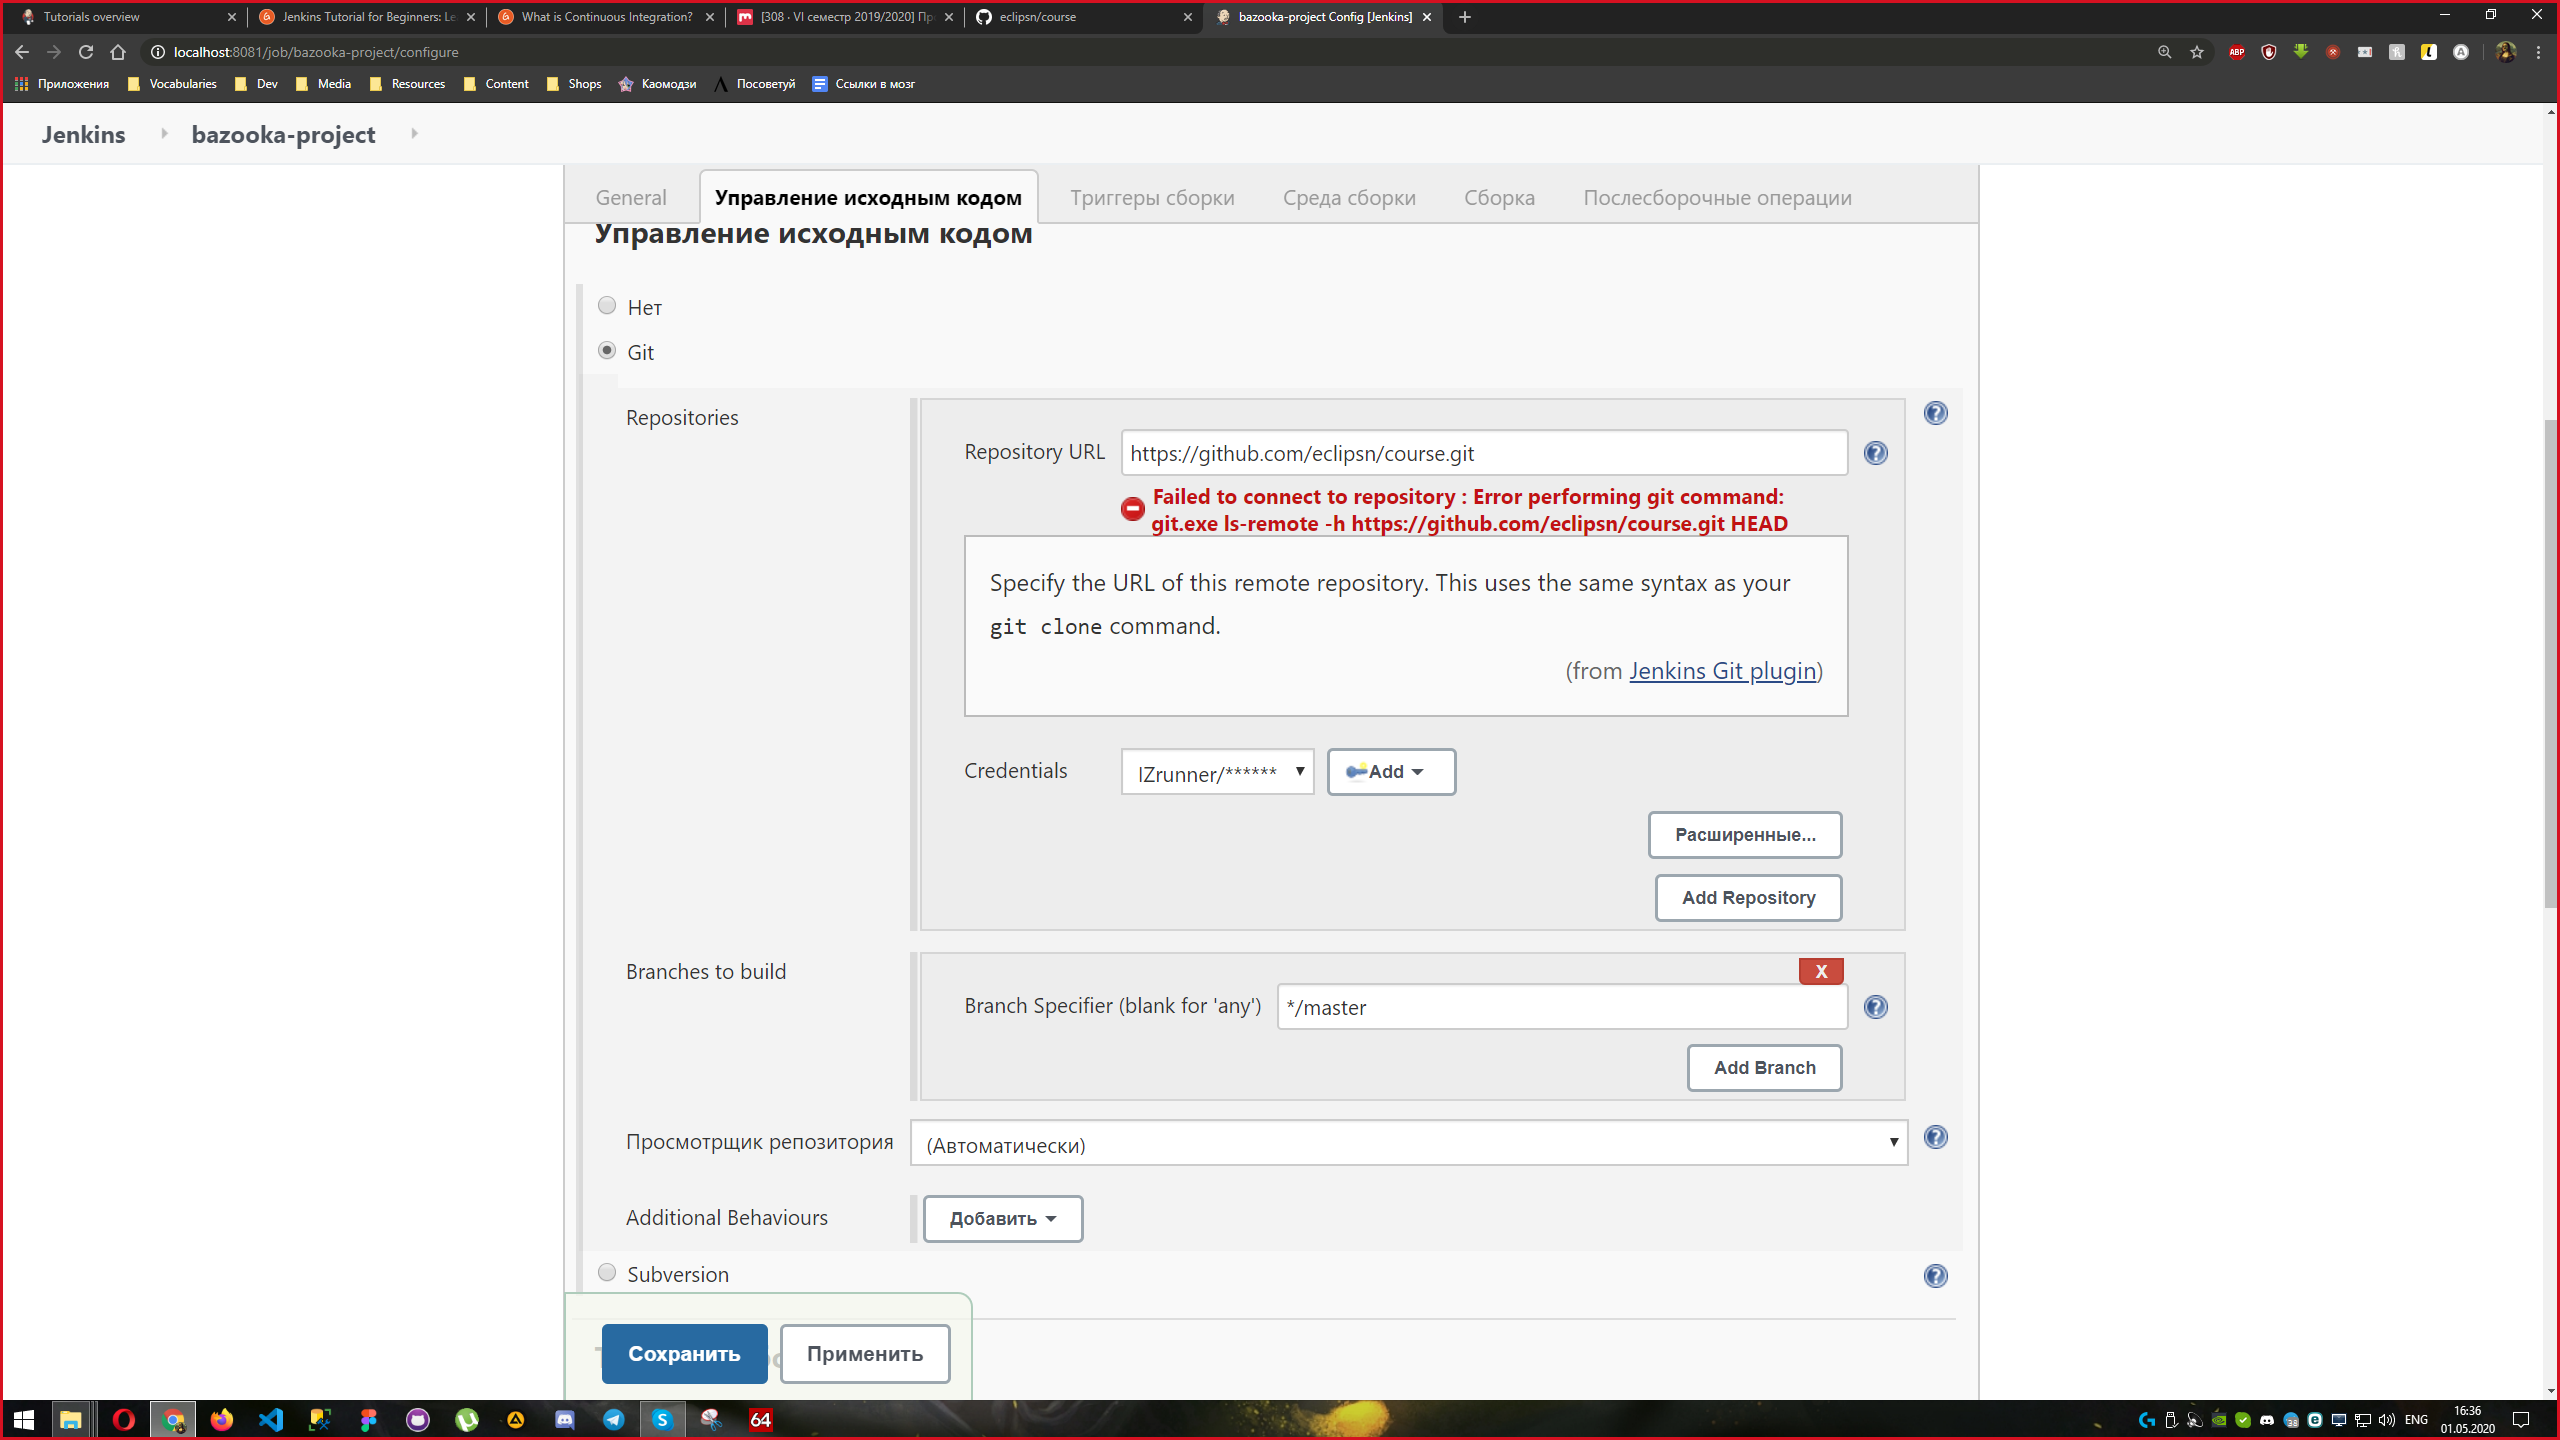 Tutorials overview
Jenkins Tutorial for Beginners: Le
What is Continuous Integration?
[308 · VI семестр 2019/2020] Пр
eclipsn/course
bazooka-project Config [Jenkins]
localhost:8081/job/bazooka-project/configure
ABP
Приложения
Vocabularies
Dev
Media
Resources
Content
Shops
Каомодзи
Посоветуй
Ссылки в мозг
Jenkins
bazooka-project
General
Управление исходным кодом
Триггеры сборки
Среда сборки
Сборка
Послесборочные операции
Управление исходным кодом
Нет
Git
Repositories
Repository URL
https://github.com/eclipsn/course.git
Failed to connect to repository : Error performing git command:
git.exe ls-remote -h https://github.com/eclipsn/course.git HEAD
Specify the URL of this remote repository. This uses the same syntax as your
git clone command.
(from Jenkins Git plugin)
Credentials
IZrunner/******
Add
Расширенные...
Add Repository
Branches to build
X
Branch Specifier (blank for 'any')
*/master
Add Branch
Просмотрщик репозитория
(Автоматически)
Additional Behaviours
Добавить
Subversion
Сохранить
Применить
64
38
ENG
16:36
01.05.2020